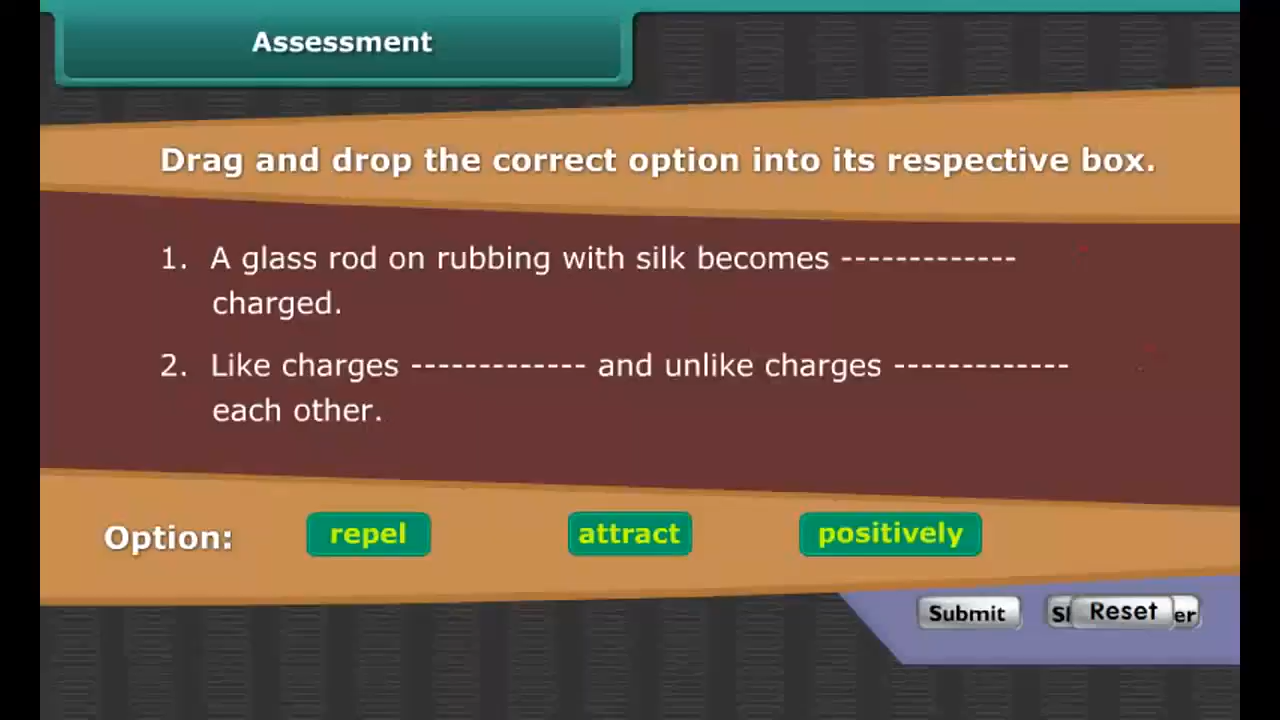 Assessment
Drag and drop the correct option into its respective box.
1. A glass rod on rubbing with silk becomes -------------
charged.
2. Like charges ------------- and unlike charges -------------
each other.
Option: repel attract positively
Submit Reset